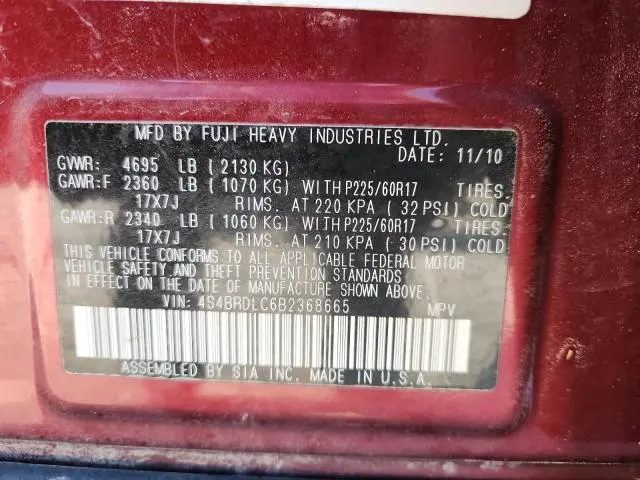 MFD BY FUJI HEAVY INDUSTRIES LTD.
GVWR: 4695 LB ( 2130 KG) DATE: 11/10
GAWR:F 2360 LB ( 1070 KG) WITH P225/60R17 TIRES.
17X7J RIMS. AT 220 KPA ( 32 PSI) COLD
GAWR:R 2340 LB ( 1060 KG) WITH P225/60R17 TIRES.
17X7J RIMS. AT 210 KPA ( 30 PSI) COLD
THIS VEHICLE CONFORMS TO ALL APPLICABLE FEDERAL MOTOR
VEHICLE SAFETY AND THEFT PREVENTION STANDARDS
IN EFFECT ON THE DATE OF MANUFACTURE SHOWN ABOVE.
VIN: 4S4BRDLC6B2368665 MPV
ASSEMBLED BY SIA INC. MADE IN U.S.A.